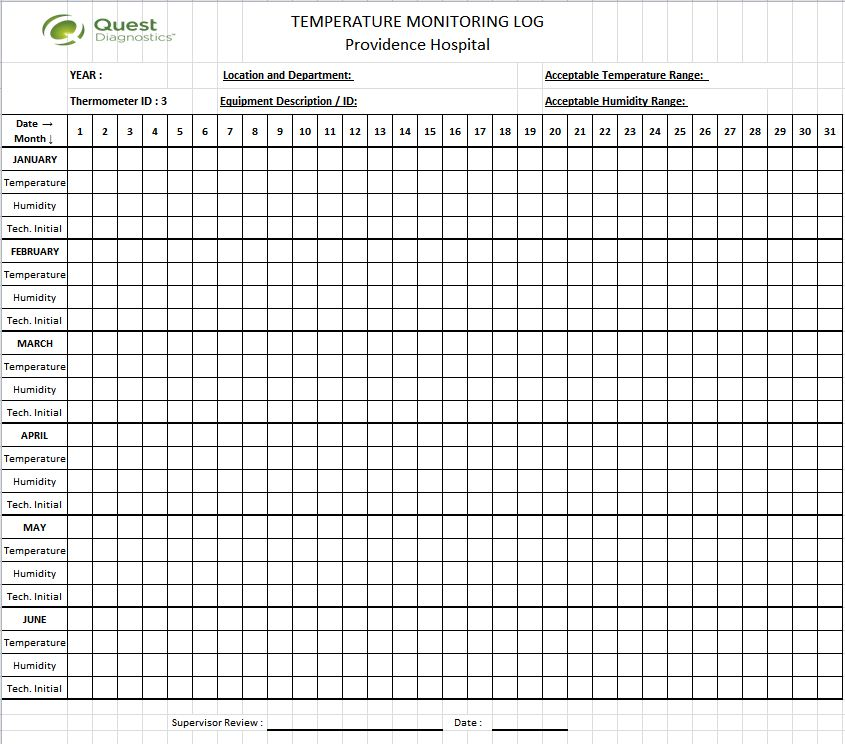 Quest
Diagnostics™
TEMPERATURE MONITORING LOG
Providence Hospital
YEAR : Location and Department: Acceptable Temperature Range:
Thermometer ID : 3 Equipment Description / ID: Acceptable Humidity Range:
Date →
Month ↓ 1 2 3 4 5 6 7 8 9 10 11 12 13 14 15 16 17 18 19 20 21 22 23 24 25 26 27 28 29 30 31
JANUARY
Temperature
Humidity
Tech. Initial
FEBRUARY
Temperature
Humidity
Tech. Initial
MARCH
Temperature
Humidity
Tech. Initial
APRIL
Temperature
Humidity
Tech. Initial
MAY
Temperature
Humidity
Tech. Initial
JUNE
Temperature
Humidity
Tech. Initial
Supervisor Review : Date :